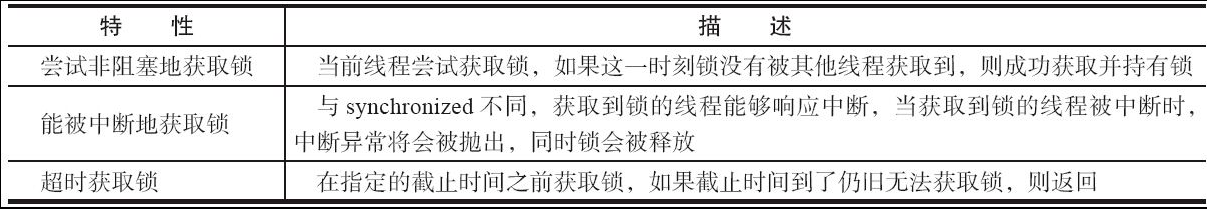 特 性 描 述
尝试非阻塞地获取锁 当前线程尝试获取锁，如果这一时刻锁没有被其他线程获取到，则成功获取并持有锁
能被中断地获取锁 与 synchronized 不同，获取到锁的线程能够响应中断，当获取到锁的线程被中断时，
中断异常将会被抛出，同时锁会被释放
超时获取锁 在指定的截止时间之前获取锁，如果截止时间到了仍旧无法获取锁，则返回